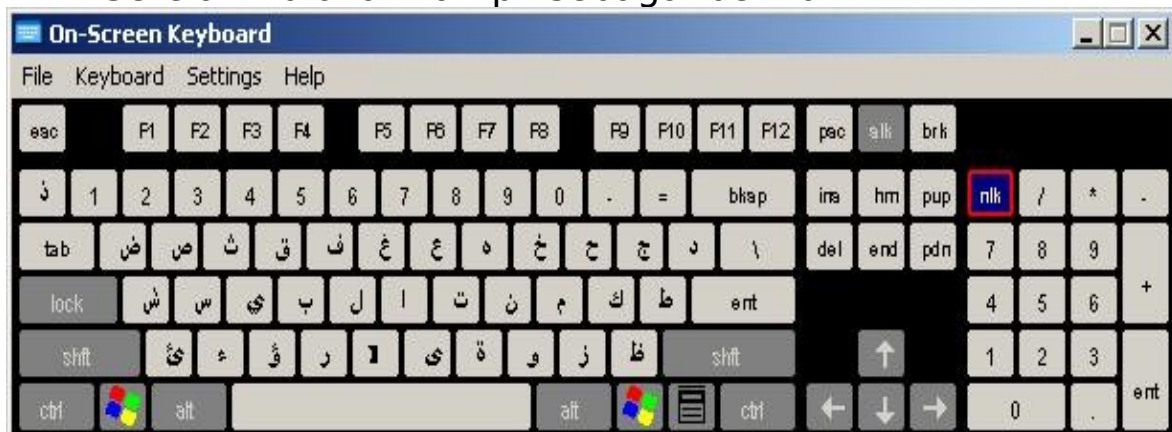 On-Screen Keyboard
File Keyboard Settings Help
esc F1 F2 F3 F4 F5 F6 F7 F8 F9 F10 F11 F12 psc slk brk
ذ 1 2 3 4 5 6 7 8 9 0 - = bksp ins hm pup nlk / * -
tab ض ص ث ق ف غ ع ه خ ح ج د \ del end pdn 7 8 9 +
lock ش س ي ب ل ا ت ن م ك ط ent 4 5 6
shft ئ ء ؤ ر ى ة و ز ظ shft ↑ 1 2 3 ent
ctrl alt alt ctrl ← ↓ → 0 .